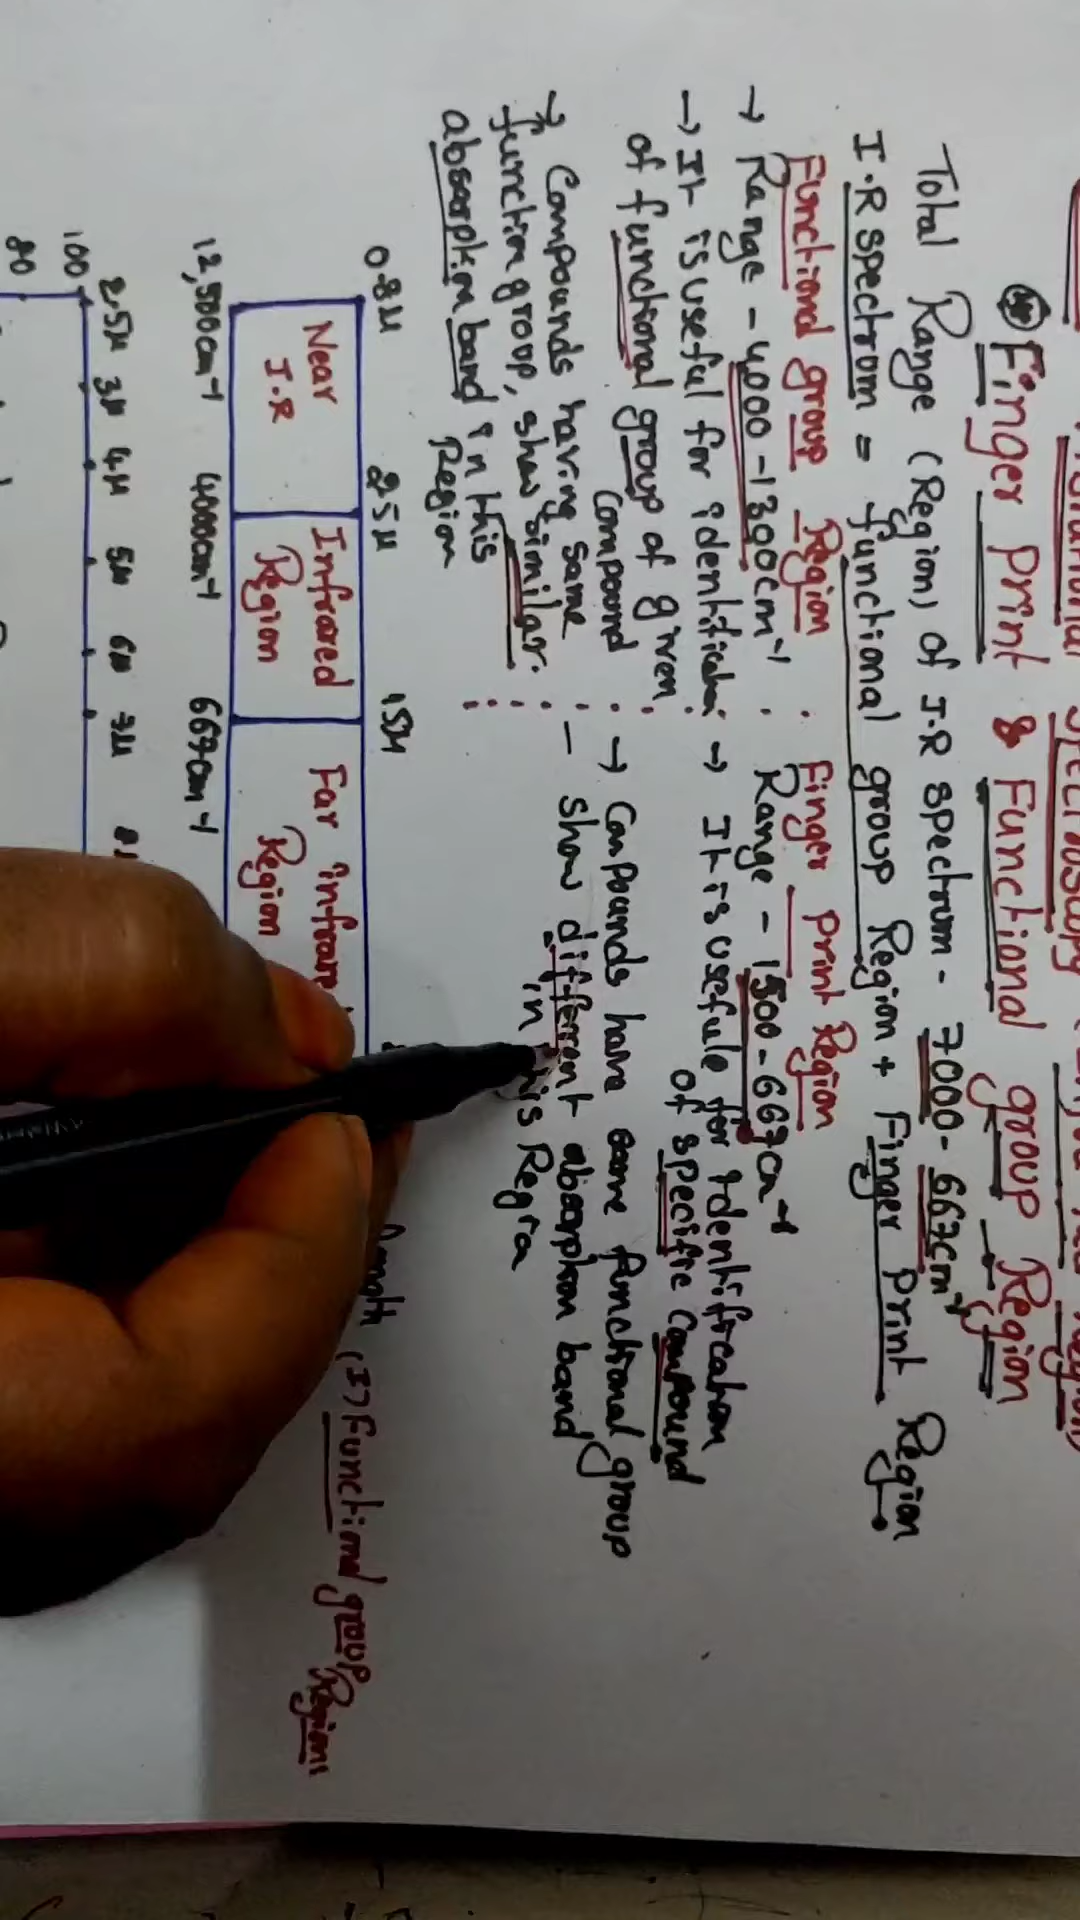 Finger print & Functional group Region
Total Range (Region) of I.R spectrum - 7000-667cm⁻¹
I.R spectrom = functional group Region + Finger print Region
Functional group Region
Finger print Region
→ Range - 4000-1300cm⁻¹
Range - 1500-667cm⁻¹
→ It is useful for identification
of functional group of given
Compound
→ It is usefule for identification
of specific compound
→ Compounds having same
function group, show similar
absorption band in this
Region
→ Compounds have same functional group
- show different absorption band
in this Region
0.8μ 2.5μ 15μ
Near
I.R
Infrared
Region
Far infrare
Region
12,500cm⁻¹ 4000cm⁻¹ 667cm⁻¹
(I) Functional group
Region:
2.5μ 3μ 4μ 5μ 6μ 7μ
100
80